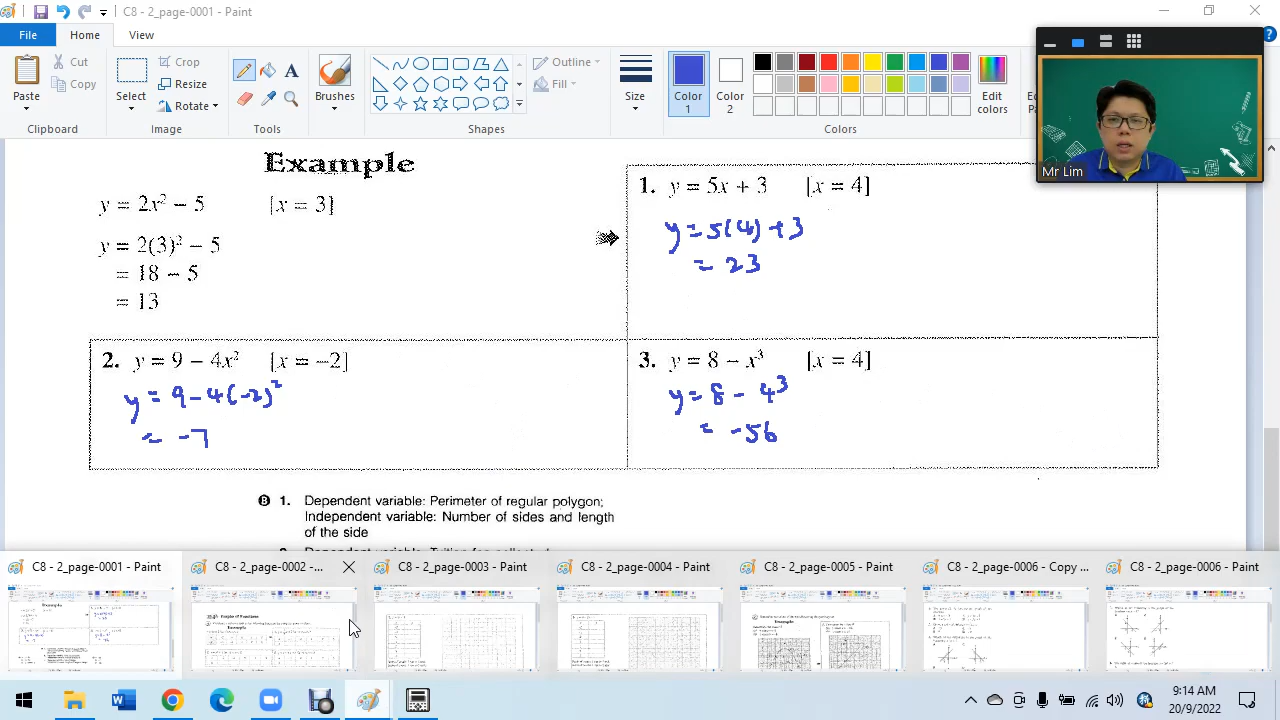 C8 - 2_page-0001 - Paint
File
Home
View
Cut
Copy
Paste
Clipboard
Select
Crop
Resize
Rotate
Image
Tools
Brushes
Shapes
Outline
Fill
Size
Color 1
Color 2
Edit colors
Colors
Mr Lim
Example
y = 2x² − 5 [x = 3]
y = 2(3)² − 5
= 18 − 5
= 13
1. y = 5x + 3 [x = 4]
y = 5(4) + 3
= 23
2. y = 9 − 4x² [x = −2]
y = 9 - 4(-2)²
= -7
3. y = 8 − x³ [x = 4]
y = 8 - 4³
= -56
B 1. Dependent variable: Perimeter of regular polygon;
Independent variable: Number of sides and length
of the side
C8 - 2_page-0001 - Paint
C8 - 2_page-0002 -...
C8 - 2_page-0003 - Paint
C8 - 2_page-0004 - Paint
C8 - 2_page-0005 - Paint
C8 - 2_page-0006 - Copy ...
C8 - 2_page-0006 - Paint
9:14 AM
20/9/2022